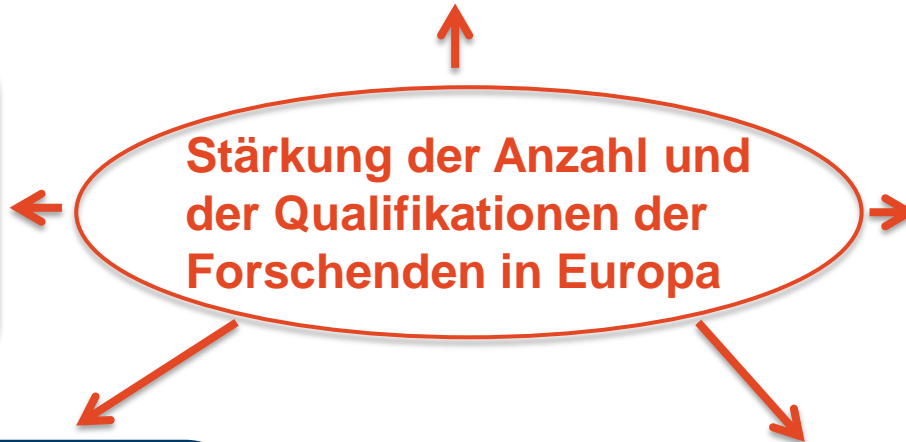 Stärkung der Anzahl und
der Qualifikationen der
Forschenden in Europa